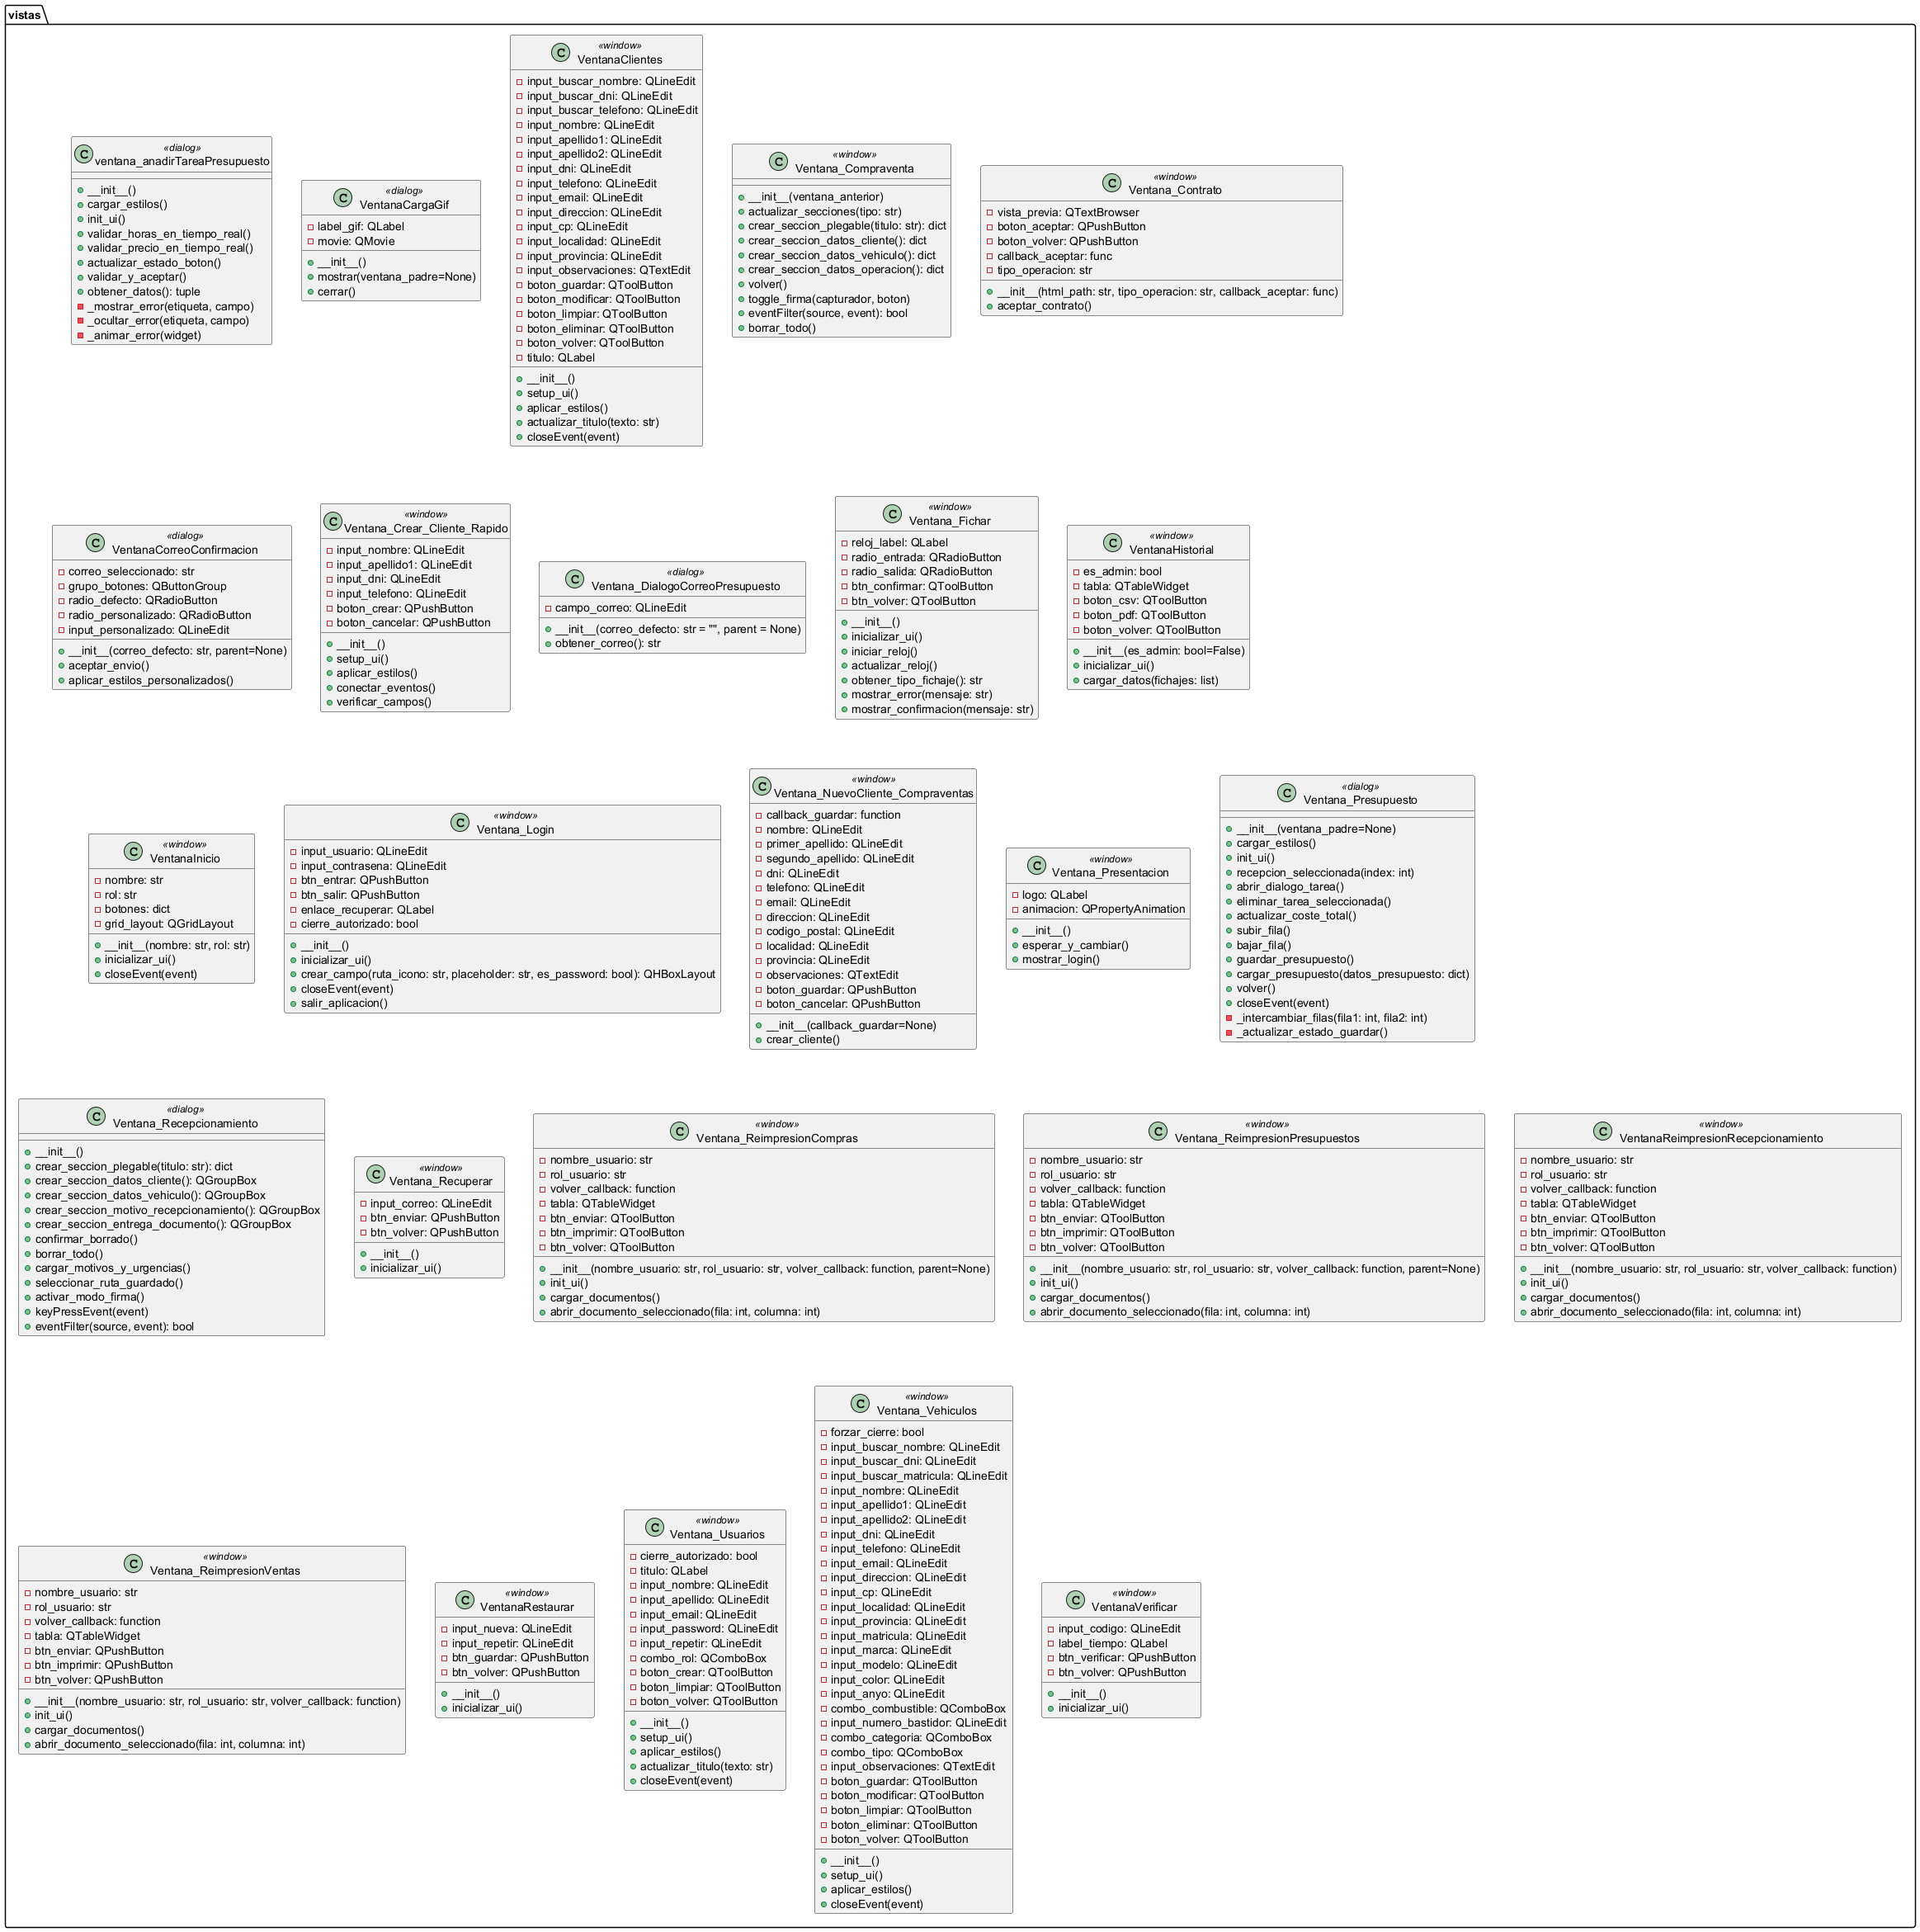 vistas
«dialog»
C ventana_anadirTareaPresupuesto
__init__()
cargar_estilos()
init_ui()
validar_horas_en_tiempo_real()
validar_precio_en_tiempo_real()
actualizar_estado_boton()
validar_y_aceptar()
obtener_datos(): tuple
_mostrar_error(etiqueta, campo)
_ocultar_error(etiqueta, campo)
_animar_error(widget)
«dialog»
C VentanaCargaGif
label_gif: QLabel
movie: QMovie
__init__()
mostrar(ventana_padre=None)
cerrar()
«window»
C VentanaClientes
input_buscar_nombre: QLineEdit
input_buscar_dni: QLineEdit
input_buscar_telefono: QLineEdit
input_nombre: QLineEdit
input_apellido1: QLineEdit
input_apellido2: QLineEdit
input_dni: QLineEdit
input_telefono: QLineEdit
input_email: QLineEdit
input_direccion: QLineEdit
input_cp: QLineEdit
input_localidad: QLineEdit
input_provincia: QLineEdit
input_observaciones: QTextEdit
boton_guardar: QToolButton
boton_modificar: QToolButton
boton_limpiar: QToolButton
boton_eliminar: QToolButton
boton_volver: QToolButton
titulo: QLabel
__init__()
setup_ui()
aplicar_estilos()
actualizar_titulo(texto: str)
closeEvent(event)
«window»
C Ventana_Compraventa
__init__(ventana_anterior)
actualizar_secciones(tipo: str)
crear_seccion_plegable(titulo: str): dict
crear_seccion_datos_cliente(): dict
crear_seccion_datos_vehiculo(): dict
crear_seccion_datos_operacion(): dict
volver()
toggle_firma(capturador, boton)
eventFilter(source, event): bool
borrar_todo()
«window»
C Ventana_Contrato
vista_previa: QTextBrowser
boton_aceptar: QPushButton
boton_volver: QPushButton
callback_aceptar: func
tipo_operacion: str
__init__(html_path: str, tipo_operacion: str, callback_aceptar: func)
aceptar_contrato()
«dialog»
C VentanaCorreoConfirmacion
correo_seleccionado: str
grupo_botones: QButtonGroup
radio_defecto: QRadioButton
radio_personalizado: QRadioButton
input_personalizado: QLineEdit
__init__(correo_defecto: str, parent=None)
aceptar_envio()
aplicar_estilos_personalizados()
«window»
C Ventana_Crear_Cliente_Rapido
input_nombre: QLineEdit
input_apellido1: QLineEdit
input_dni: QLineEdit
input_telefono: QLineEdit
boton_crear: QPushButton
boton_cancelar: QPushButton
__init__()
setup_ui()
aplicar_estilos()
conectar_eventos()
verificar_campos()
«dialog»
C Ventana_DialogoCorreoPresupuesto
campo_correo: QLineEdit
__init__(correo_defecto: str = "", parent = None)
obtener_correo(): str
«window»
C Ventana_Fichar
reloj_label: QLabel
radio_entrada: QRadioButton
radio_salida: QRadioButton
btn_confirmar: QToolButton
btn_volver: QToolButton
__init__()
inicializar_ui()
iniciar_reloj()
actualizar_reloj()
obtener_tipo_fichaje(): str
mostrar_error(mensaje: str)
mostrar_confirmacion(mensaje: str)
«window»
C VentanaHistorial
es_admin: bool
tabla: QTableWidget
boton_csv: QToolButton
boton_pdf: QToolButton
boton_volver: QToolButton
__init__(es_admin: bool=False)
inicializar_ui()
cargar_datos(fichajes: list)
«window»
C VentanaInicio
nombre: str
rol: str
botones: dict
grid_layout: QGridLayout
__init__(nombre: str, rol: str)
inicializar_ui()
closeEvent(event)
«window»
C Ventana_Login
input_usuario: QLineEdit
input_contrasena: QLineEdit
btn_entrar: QPushButton
btn_salir: QPushButton
enlace_recuperar: QLabel
cierre_autorizado: bool
__init__()
inicializar_ui()
crear_campo(ruta_icono: str, placeholder: str, es_password: bool): QHBoxLayout
closeEvent(event)
salir_aplicacion()
«window»
C Ventana_NuevoCliente_Compraventas
callback_guardar: function
nombre: QLineEdit
primer_apellido: QLineEdit
segundo_apellido: QLineEdit
dni: QLineEdit
telefono: QLineEdit
email: QLineEdit
direccion: QLineEdit
codigo_postal: QLineEdit
localidad: QLineEdit
provincia: QLineEdit
observaciones: QTextEdit
boton_guardar: QPushButton
boton_cancelar: QPushButton
__init__(callback_guardar=None)
crear_cliente()
«window»
C Ventana_Presentacion
logo: QLabel
animacion: QPropertyAnimation
__init__()
esperar_y_cambiar()
mostrar_login()
«dialog»
C Ventana_Presupuesto
__init__(ventana_padre=None)
cargar_estilos()
init_ui()
recepcion_seleccionada(index: int)
abrir_dialogo_tarea()
eliminar_tarea_seleccionada()
actualizar_coste_total()
subir_fila()
bajar_fila()
guardar_presupuesto()
cargar_presupuesto(datos_presupuesto: dict)
volver()
closeEvent(event)
_intercambiar_filas(fila1: int, fila2: int)
_actualizar_estado_guardar()
«dialog»
C Ventana_Recepcionamiento
__init__()
crear_seccion_plegable(titulo: str): dict
crear_seccion_datos_cliente(): QGroupBox
crear_seccion_datos_vehiculo(): QGroupBox
crear_seccion_motivo_recepcionamiento(): QGroupBox
crear_seccion_entrega_documento(): QGroupBox
confirmar_borrado()
borrar_todo()
cargar_motivos_y_urgencias()
seleccionar_ruta_guardado()
activar_modo_firma()
keyPressEvent(event)
eventFilter(source, event): bool
«window»
C Ventana_Recuperar
input_correo: QLineEdit
btn_enviar: QPushButton
btn_volver: QPushButton
__init__()
inicializar_ui()
«window»
C Ventana_ReimpresionCompras
nombre_usuario: str
rol_usuario: str
volver_callback: function
tabla: QTableWidget
btn_enviar: QToolButton
btn_imprimir: QToolButton
btn_volver: QToolButton
__init__(nombre_usuario: str, rol_usuario: str, volver_callback: function, parent=None)
init_ui()
cargar_documentos()
abrir_documento_seleccionado(fila: int, columna: int)
«window»
C Ventana_ReimpresionPresupuestos
nombre_usuario: str
rol_usuario: str
volver_callback: function
tabla: QTableWidget
btn_enviar: QToolButton
btn_imprimir: QToolButton
btn_volver: QToolButton
__init__(nombre_usuario: str, rol_usuario: str, volver_callback: function, parent=None)
init_ui()
cargar_documentos()
abrir_documento_seleccionado(fila: int, columna: int)
«window»
C VentanaReimpresionRecepcionamiento
nombre_usuario: str
rol_usuario: str
volver_callback: function
tabla: QTableWidget
btn_enviar: QToolButton
btn_imprimir: QToolButton
btn_volver: QToolButton
__init__(nombre_usuario: str, rol_usuario: str, volver_callback: function)
init_ui()
cargar_documentos()
abrir_documento_seleccionado(fila: int, columna: int)
«window»
C Ventana_ReimpresionVentas
nombre_usuario: str
rol_usuario: str
volver_callback: function
tabla: QTableWidget
btn_enviar: QPushButton
btn_imprimir: QPushButton
btn_volver: QPushButton
__init__(nombre_usuario: str, rol_usuario: str, volver_callback: function)
init_ui()
cargar_documentos()
abrir_documento_seleccionado(fila: int, columna: int)
«window»
C VentanaRestaurar
input_nueva: QLineEdit
input_repetir: QLineEdit
btn_guardar: QPushButton
btn_volver: QPushButton
__init__()
inicializar_ui()
«window»
C Ventana_Usuarios
cierre_autorizado: bool
titulo: QLabel
input_nombre: QLineEdit
input_apellido: QLineEdit
input_email: QLineEdit
input_password: QLineEdit
input_repetir: QLineEdit
combo_rol: QComboBox
boton_crear: QToolButton
boton_limpiar: QToolButton
boton_volver: QToolButton
__init__()
setup_ui()
aplicar_estilos()
actualizar_titulo(texto: str)
closeEvent(event)
«window»
C Ventana_Vehiculos
forzar_cierre: bool
input_buscar_nombre: QLineEdit
input_buscar_dni: QLineEdit
input_buscar_matricula: QLineEdit
input_nombre: QLineEdit
input_apellido1: QLineEdit
input_apellido2: QLineEdit
input_dni: QLineEdit
input_telefono: QLineEdit
input_email: QLineEdit
input_direccion: QLineEdit
input_cp: QLineEdit
input_localidad: QLineEdit
input_provincia: QLineEdit
input_matricula: QLineEdit
input_marca: QLineEdit
input_modelo: QLineEdit
input_color: QLineEdit
input_anyo: QLineEdit
combo_combustible: QComboBox
input_numero_bastidor: QLineEdit
combo_categoria: QComboBox
combo_tipo: QComboBox
input_observaciones: QTextEdit
boton_guardar: QToolButton
boton_modificar: QToolButton
boton_limpiar: QToolButton
boton_eliminar: QToolButton
boton_volver: QToolButton
__init__()
setup_ui()
aplicar_estilos()
closeEvent(event)
«window»
C VentanaVerificar
input_codigo: QLineEdit
label_tiempo: QLabel
btn_verificar: QPushButton
btn_volver: QPushButton
__init__()
inicializar_ui()